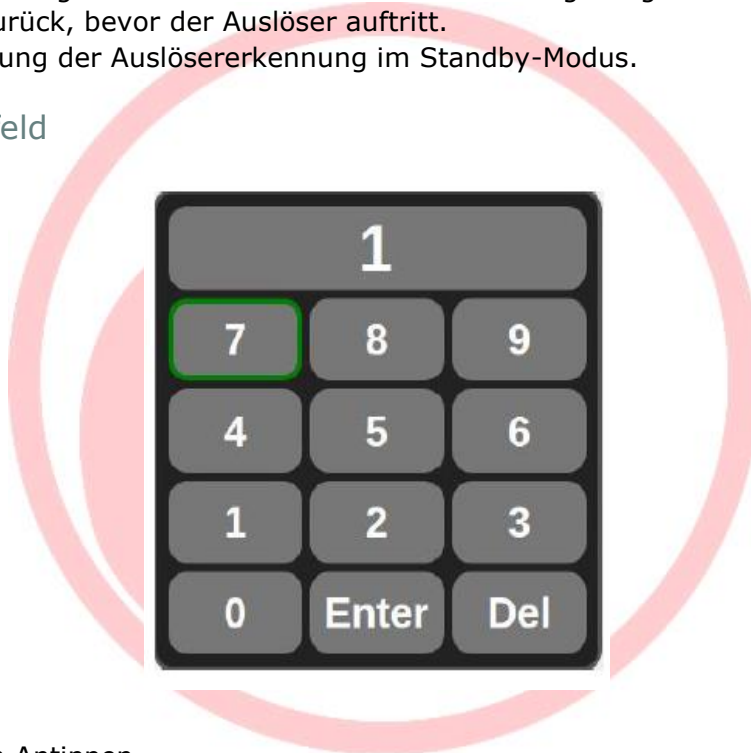 urück, bevor der Auslöser auftritt.
ung der Auslösererkennung im Standby-Modus.
eld
1
7 8 9
4 5 6
1 2 3
0 Enter Del